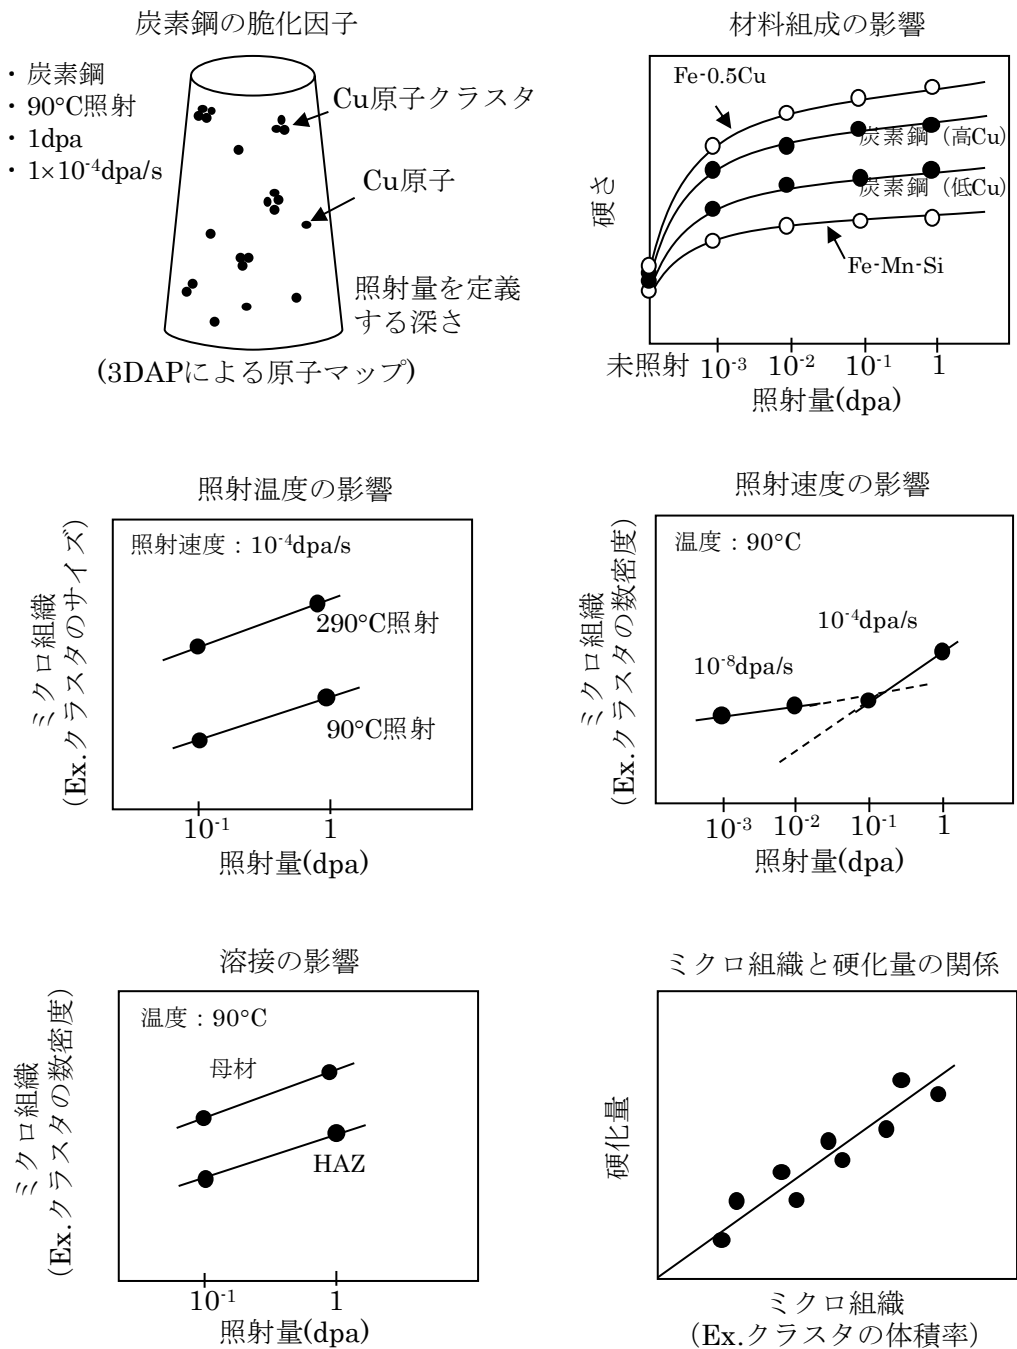 炭素鋼の脆化因子
・炭素鋼
・90°C照射
・1dpa
・1×10⁻⁴dpa/s
Cu原子クラスタ
Cu原子
照射量を定義
する深さ
(3DAPによる原子マップ)
材料組成の影響
硬さ
Fe-0.5Cu
炭素鋼（高Cu）
炭素鋼（低Cu）
Fe-Mn-Si
未照射 10⁻³ 10⁻² 10⁻¹ 1
照射量(dpa)
照射温度の影響
ミクロ組織
（Ex.クラスタのサイズ）
照射速度：10⁻⁴dpa/s
290°C照射
90°C照射
10⁻¹ 1
照射量(dpa)
照射速度の影響
ミクロ組織
（Ex.クラスタの数密度）
温度：90°C
10⁻⁴dpa/s
10⁻⁸dpa/s
10⁻³ 10⁻² 10⁻¹ 1
照射量(dpa)
溶接の影響
ミクロ組織
（Ex.クラスタの数密度）
温度：90°C
母材
HAZ
10⁻¹ 1
照射量(dpa)
ミクロ組織と硬化量の関係
硬化量
ミクロ組織
（Ex.クラスタの体積率）